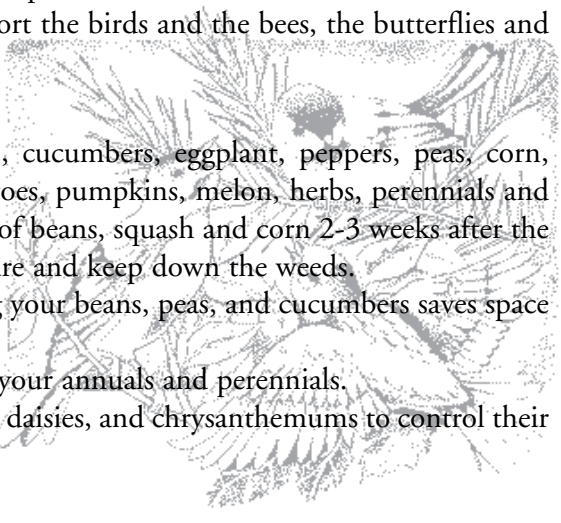 ort the birds and the bees, the butterflies and
, cucumbers, eggplant, peppers, peas, corn,
oes, pumpkins, melon, herbs, perennials and
of beans, squash and corn 2-3 weeks after the
re and keep down the weeds.
your beans, peas, and cucumbers saves space
your annuals and perennials.
daisies, and chrysanthemums to control their